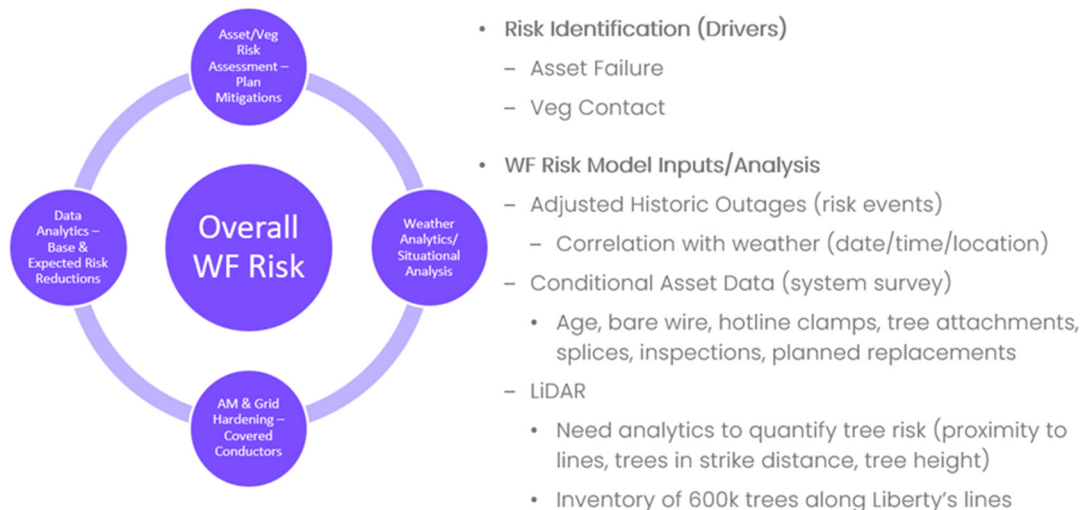 Asset/Veg
Risk
Assessment –
Plan
Mitigations
Data
Analytics –
Base &
Expected Risk
Reductions
Overall
WF Risk
Weather
Analytics/
Situational
Analysis
AM & Grid
Hardening –
Covered
Conductors
• Risk Identification (Drivers)
– Asset Failure
– Veg Contact
• WF Risk Model Inputs/Analysis
– Adjusted Historic Outages (risk events)
– Correlation with weather (date/time/location)
– Conditional Asset Data (system survey)
• Age, bare wire, hotline clamps, tree attachments,
splices, inspections, planned replacements
– LiDAR
• Need analytics to quantify tree risk (proximity to
lines, trees in strike distance, tree height)
• Inventory of 600k trees along Liberty's lines